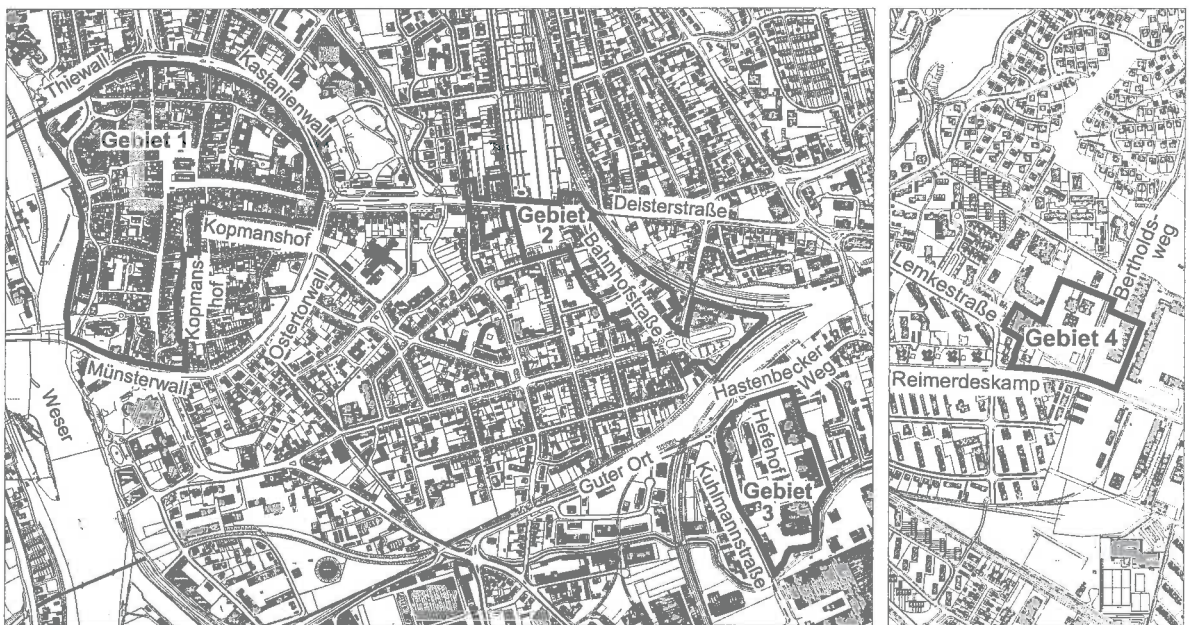 Thiewall
Kastanienwall
Gebiet 1
Kopmanshof
Kopmans-
hof
Ostertorwall
Münsterwall
Weser
Gebiet
2
Deisterstraße
Bahnhofstraße
Hastenbecker
Weg
Guter Ort
Kuhlmannstraße
Hefehof
Gebiet
3
Bertholds-
weg
Lemkestraße
Gebiet 4
Reimerdeskamp